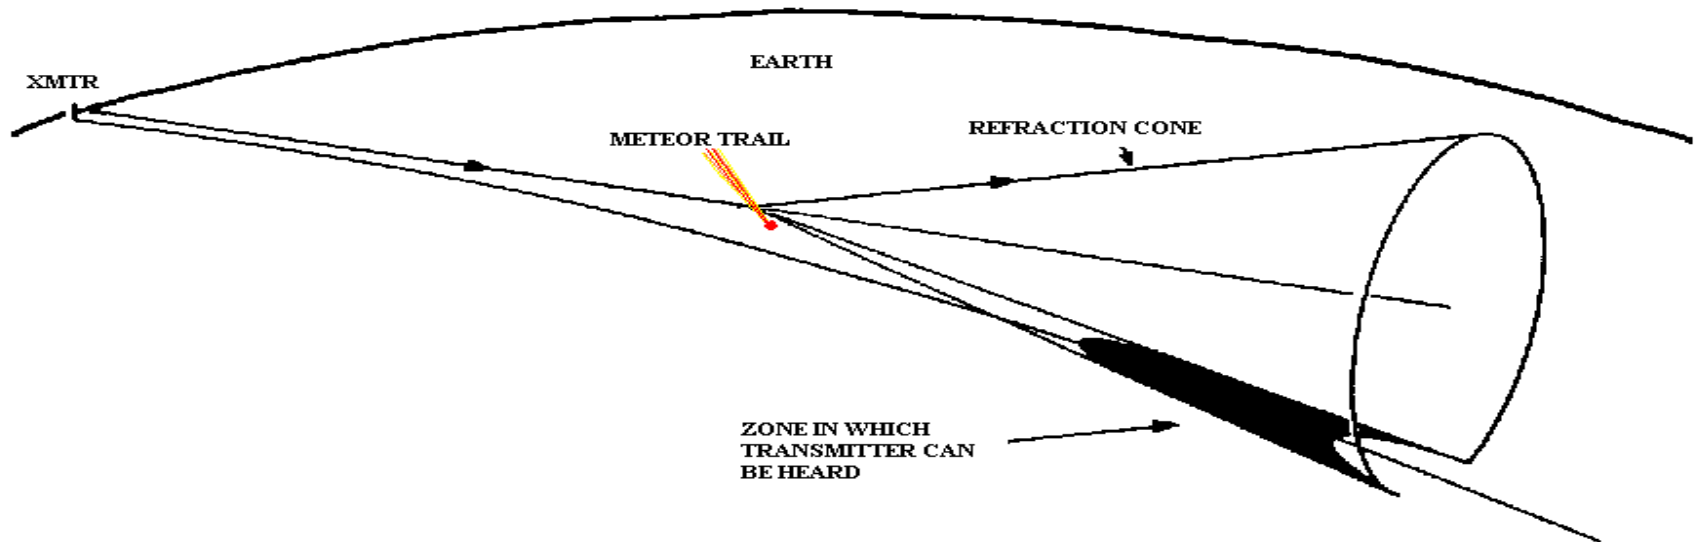 EARTH
XMTR
METEOR TRAIL
REFRACTION CONE
ZONE IN WHICH
TRANSMITTER CAN
BE HEARD